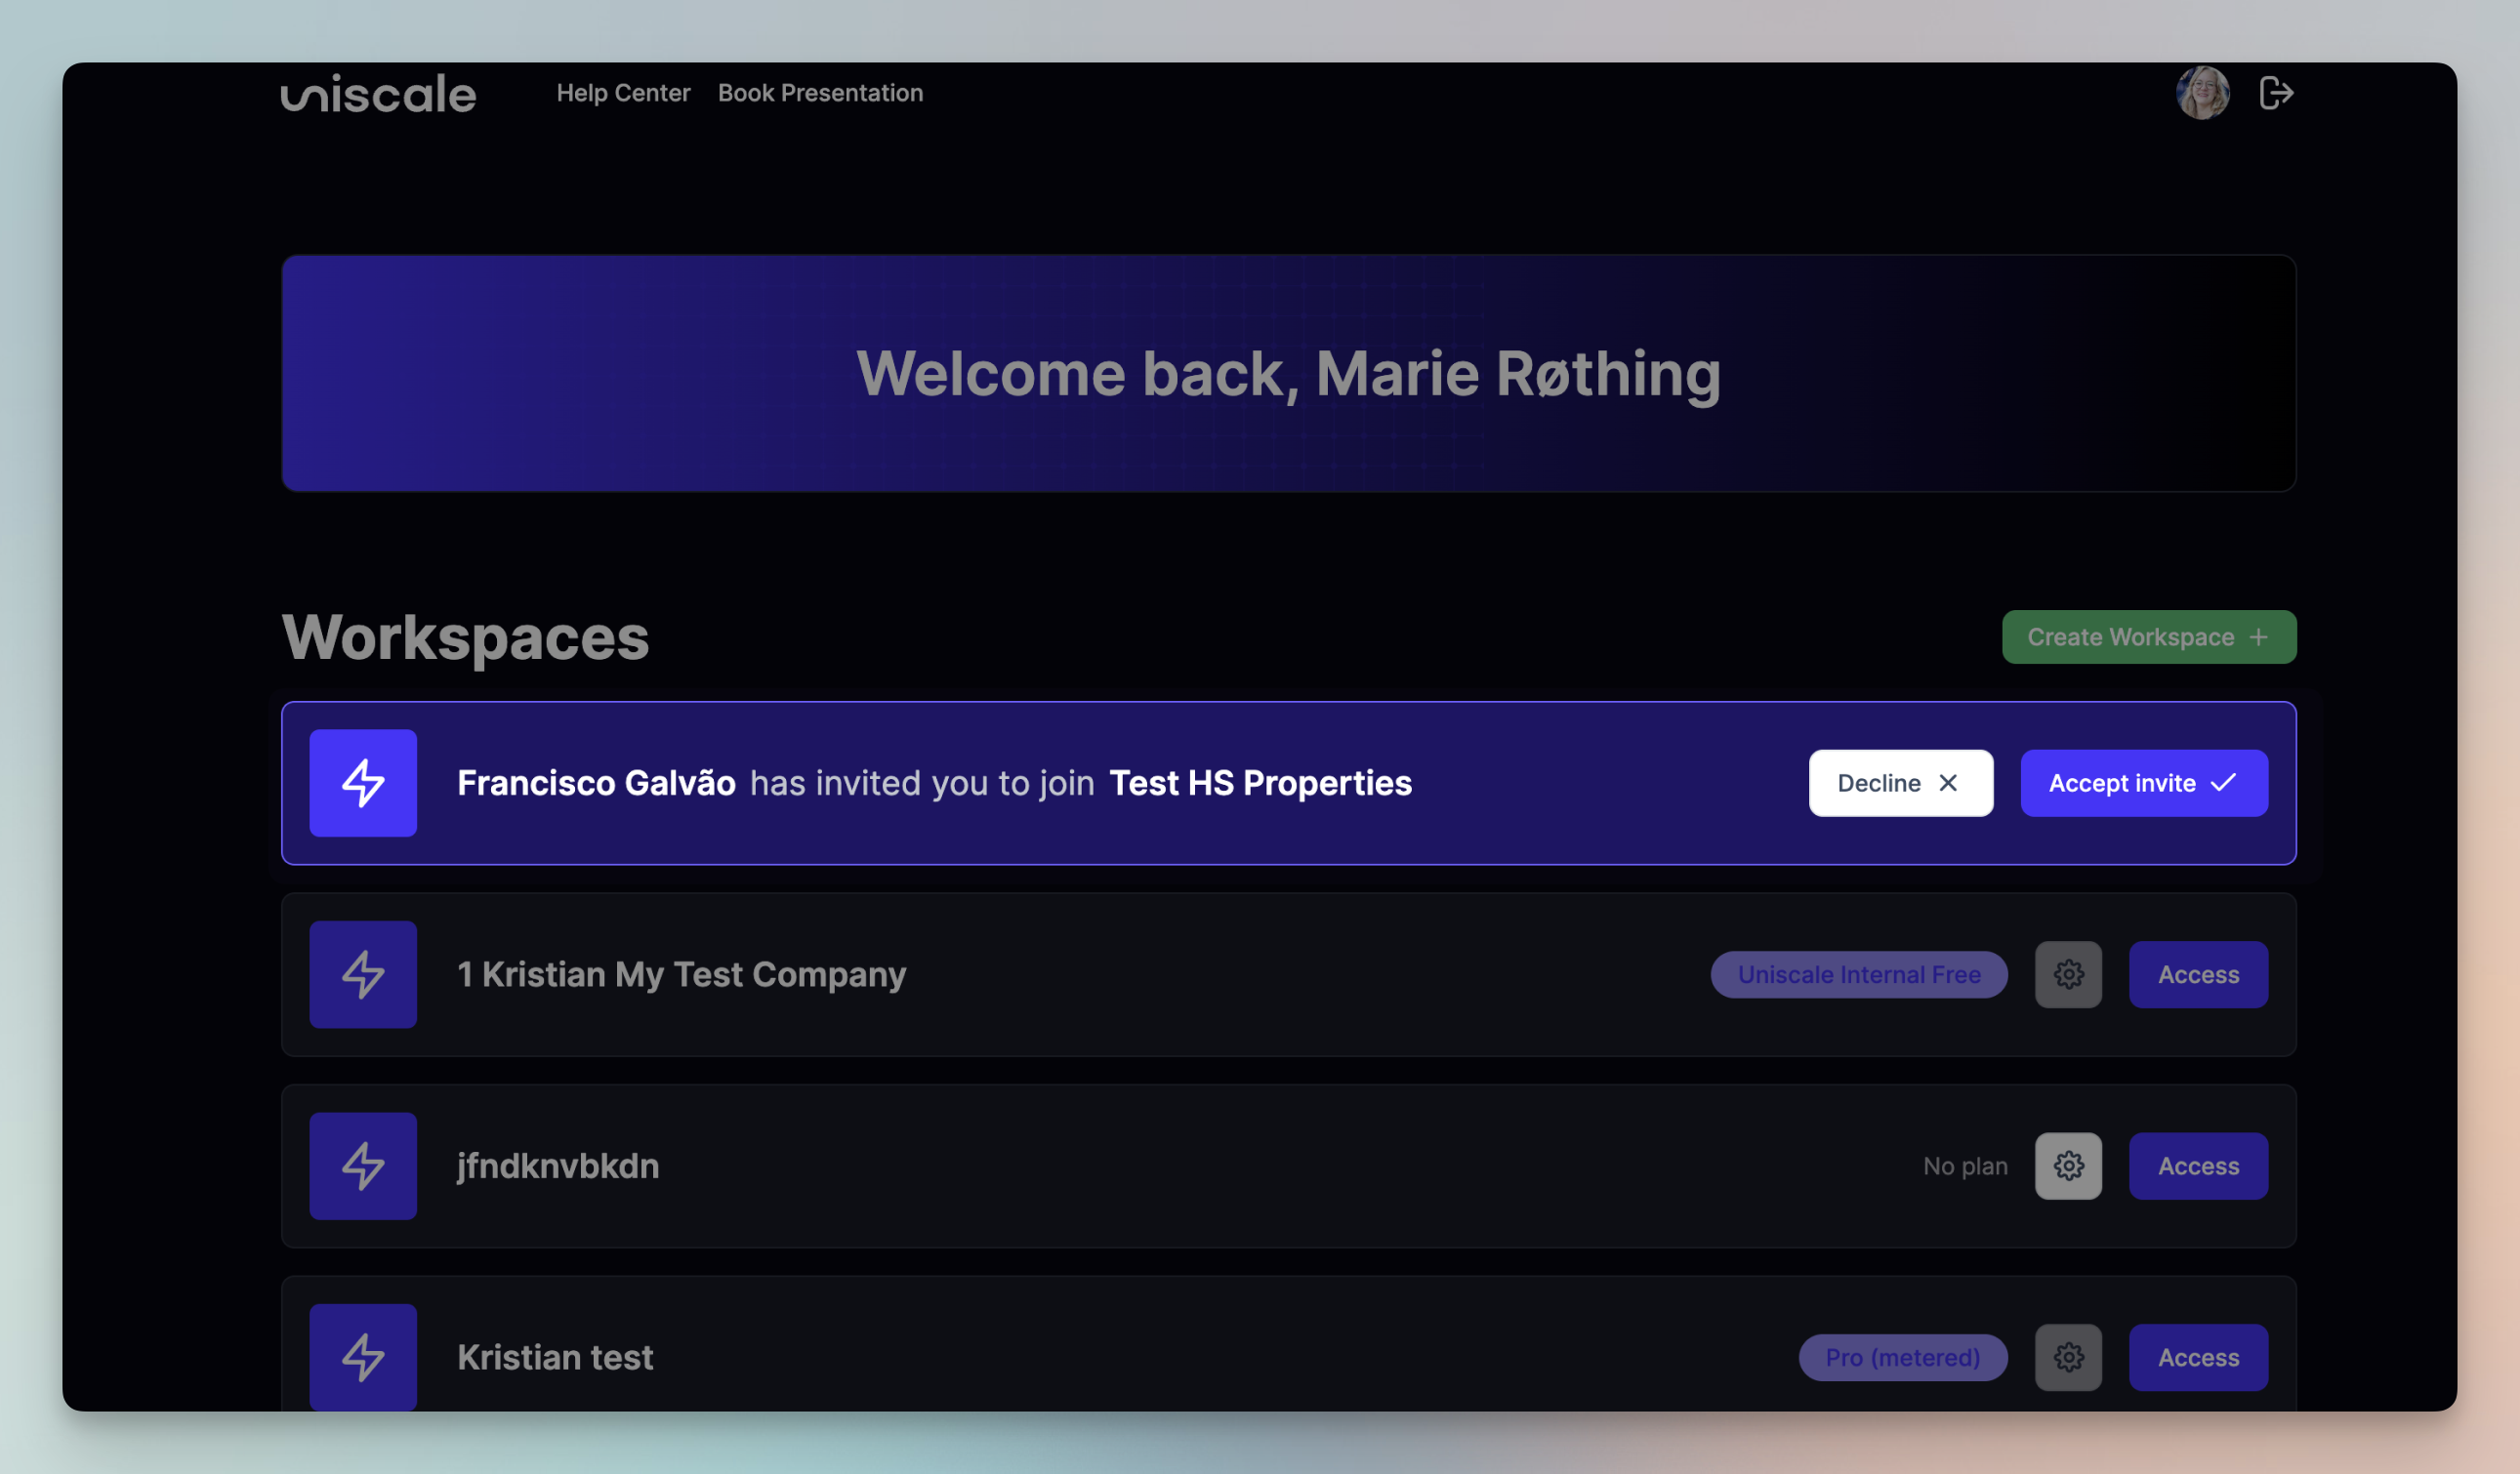 uniscale Help Center Book Presentation
Welcome back, Marie Røthing
Workspaces Create Workspace +
Francisco Galvão has invited you to join Test HS Properties Decline Accept invite
1 Kristian My Test Company Uniscale Internal Free Access
jfndknvbkdn No plan Access
Kristian test Pro (metered) Access